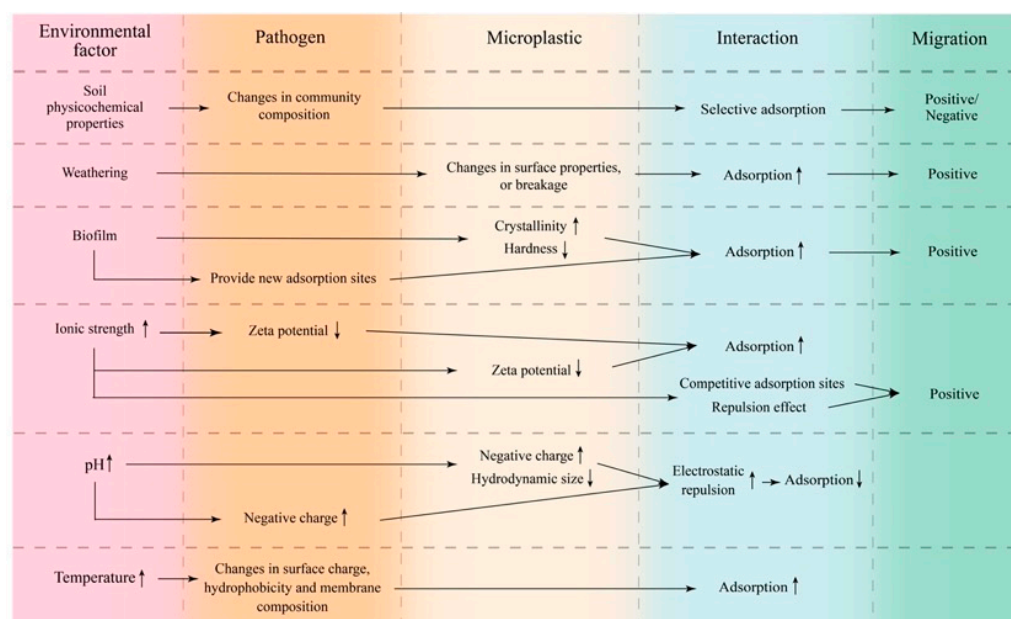 Environmental
factor
Pathogen
Microplastic
Interaction
Migration
Soil
physicochemical
properties
Changes in community
composition
Selective adsorption
Positive/
Negative
Weathering
Changes in surface properties,
or breakage
Adsorption ↑
Positive
Biofilm
Crystallinity ↑
Hardness ↓
Provide new adsorption sites
Adsorption ↑
Positive
Ionic strength ↑
Zeta potential ↓
Zeta potential ↓
Adsorption ↑
Competitive adsorption sites
Repulsion effect
Positive
pH ↑
Negative charge ↑
Hydrodynamic size ↓
Negative charge ↑
Electrostatic
repulsion ↑
Adsorption ↓
Temperature ↑
Changes in surface charge,
hydrophobicity and membrane
composition
Adsorption ↑